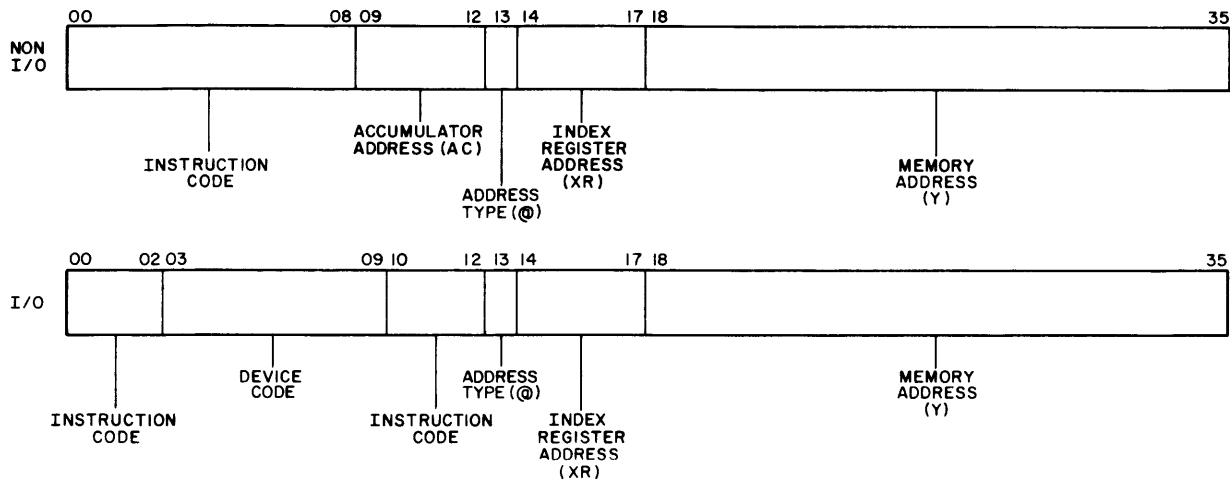 00 08 09 12 13 14 17 18 35
NON
I/O
INSTRUCTION
CODE
ACCUMULATOR
ADDRESS (AC)
ADDRESS
TYPE (@)
INDEX
REGISTER
ADDRESS
(XR)
MEMORY
ADDRESS
(Y)
00 02 03 09 10 12 13 14 17 18 35
I/O
INSTRUCTION
CODE
DEVICE
CODE
INSTRUCTION
CODE
ADDRESS
TYPE (@)
INDEX
REGISTER
ADDRESS
(XR)
MEMORY
ADDRESS
(Y)